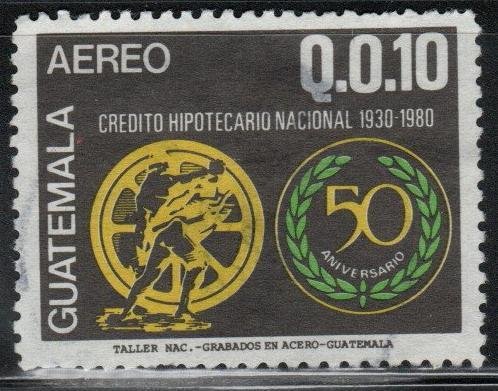 AEREO
Q.0.10
GUATEMALA
CREDITO HIPOTECARIO NACIONAL 1930-1980
50
ANIVERSARIO
TALLER NAC.-GRABADOS EN ACERO-GUATEMALA